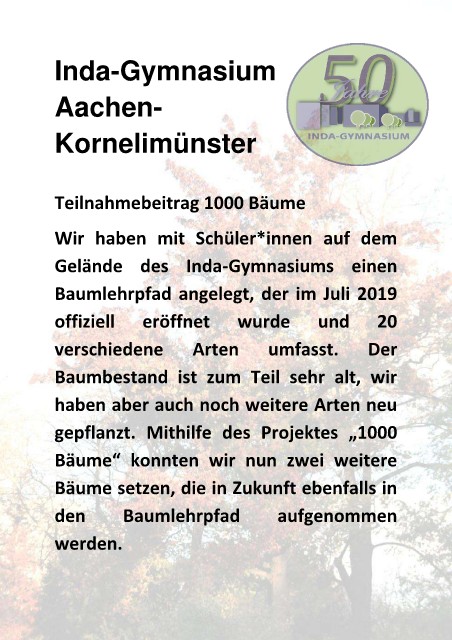 Inda-Gymnasium
Aachen-
Kornelimünster
50
Jahre
INDA-GYMNASIUM
Teilnahmebeitrag 1000 Bäume
Wir haben mit Schüler*innen auf dem
Gelände des Inda-Gymnasiums einen
Baumlehrpfad angelegt, der im Juli 2019
offiziell eröffnet wurde und 20
verschiedene Arten umfasst. Der
Baumbestand ist zum Teil sehr alt, wir
haben aber auch noch weitere Arten neu
gepflanzt. Mithilfe des Projektes „1000
Bäume“ konnten wir nun zwei weitere
Bäume setzen, die in Zukunft ebenfalls in
den Baumlehrpfad aufgenommen
werden.